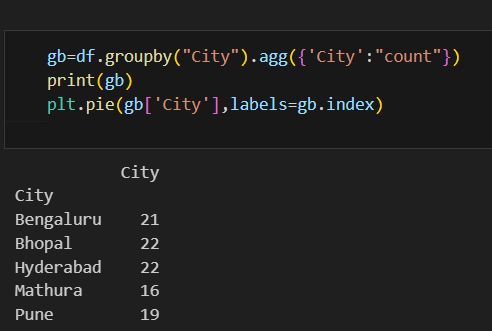 gb=df.groupby("City").agg({'City':"count"})
print(gb)
plt.pie(gb['City'],labels=gb.index)
City
City
Bengaluru 21
Bhopal 22
Hyderabad 22
Mathura 16
Pune 19